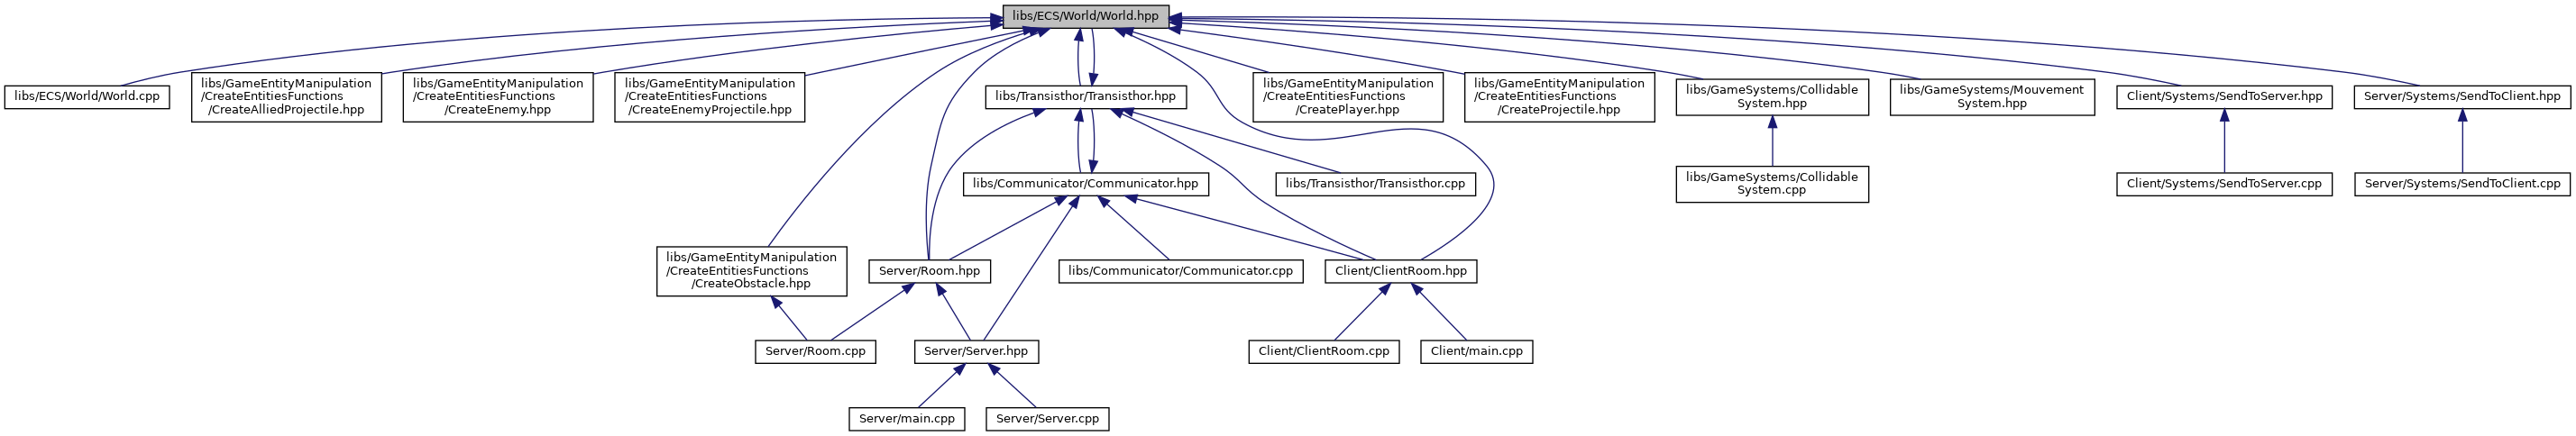 libs/ECS/World/World.hpp
libs/ECS/World/World.cpp
libs/GameEntityManipulation
/CreateEntitiesFunctions
/CreateAlliedProjectile.hpp
libs/GameEntityManipulation
/CreateEntitiesFunctions
/CreateEnemy.hpp
libs/GameEntityManipulation
/CreateEntitiesFunctions
/CreateEnemyProjectile.hpp
libs/Transisthor/Transisthor.hpp
libs/GameEntityManipulation
/CreateEntitiesFunctions
/CreatePlayer.hpp
libs/GameEntityManipulation
/CreateEntitiesFunctions
/CreateProjectile.hpp
libs/GameSystems/Collidable
System.hpp
libs/GameSystems/Mouvement
System.hpp
Client/Systems/SendToServer.hpp
Server/Systems/SendToClient.hpp
libs/Communicator/Communicator.hpp
libs/Transisthor/Transisthor.cpp
libs/GameSystems/Collidable
System.cpp
Client/Systems/SendToServer.cpp
Server/Systems/SendToClient.cpp
libs/GameEntityManipulation
/CreateEntitiesFunctions
/CreateObstacle.hpp
Server/Room.hpp
libs/Communicator/Communicator.cpp
Client/ClientRoom.hpp
Server/Room.cpp
Server/Server.hpp
Client/ClientRoom.cpp
Client/main.cpp
Server/main.cpp
Server/Server.cpp